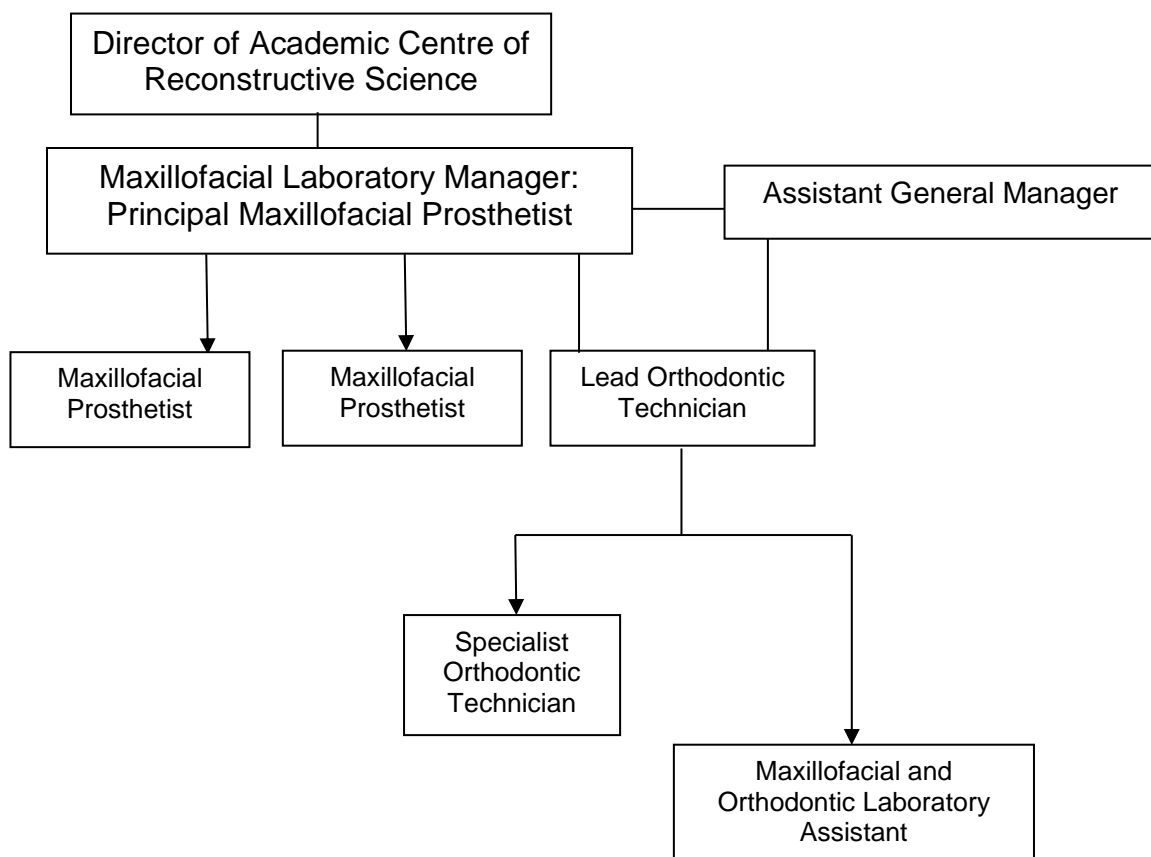 Director of Academic Centre of
Reconstructive Science
Maxillofacial Laboratory Manager:
Principal Maxillofacial Prosthetist
Assistant General Manager
Maxillofacial
Prosthetist
Maxillofacial
Prosthetist
Lead Orthodontic
Technician
Specialist
Orthodontic
Technician
Maxillofacial and
Orthodontic Laboratory
Assistant